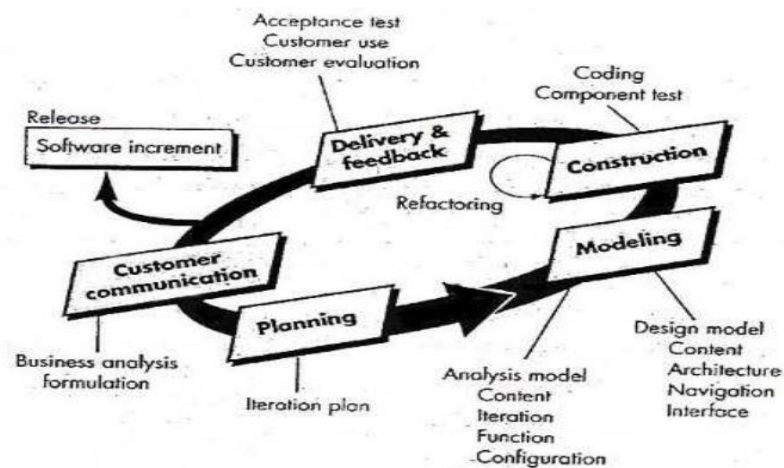 Acceptance test
Customer use
Customer evaluation
Coding
Component test
Release
Software increment
Delivery &
feedback
Construction
Refactoring
Modeling
Customer
communication
Planning
Business analysis
formulation
Iteration plan
Analysis model
Content
Iteration
Function
Configuration
Design model
Content
Architecture
Navigation
Interface